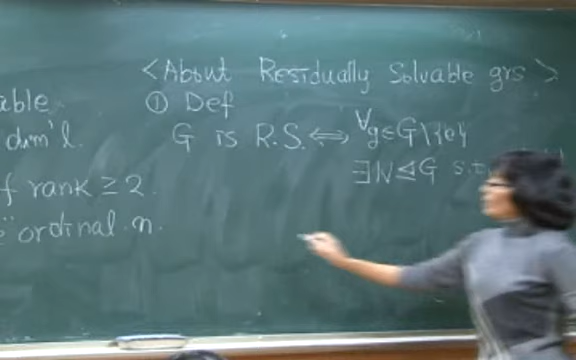 able
dim'l.
f rank ≥ 2
ordinal n.
<About Residually Solvable grs>
① Def
G is R.S. ⟺ ∀g∈G\{e}
∃N⊴G s.t.